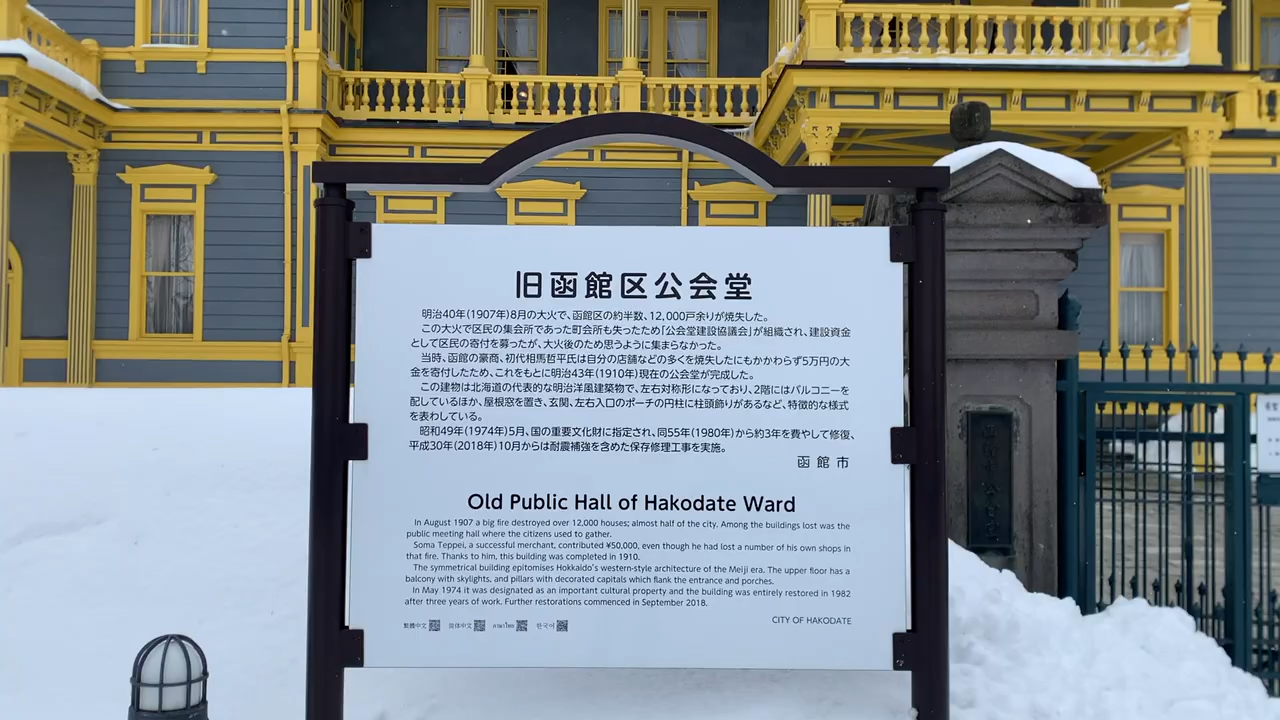 旧函館区公会堂
明治40年(1907年)8月の大火で、函館区の約半数、12,000戸余りが焼失した。
この大火で区民の集会所であった町会所も失ったため「公会堂建設協議会」が組織され、建設資金
として区民の寄付を募ったが、大火後のため思うように集まらなかった。
当時、函館の豪商、初代相馬哲平氏は自分の店舗などの多くを焼失したにもかかわらず5万円の大
金を寄付したため、これをもとに明治43年(1910年)現在の公会堂が完成した。
この建物は北海道の代表的な明治洋風建築物で、左右対称形になっており、2階にはバルコニーを
配しているほか、屋根窓を置き、玄関、左右入口のポーチの円柱に柱頭飾りがあるなど、特徴的な様式
を表わしている。
昭和49年(1974年)5月、国の重要文化財に指定され、同55年(1980年)から約3年を費やして修復、
平成30年(2018年)10月からは耐震補強を含めた保存修理工事を実施。
函館市
Old Public Hall of Hakodate Ward
In August 1907 a big fire destroyed over 12,000 houses; almost half of the city. Among the buildings lost was the
public meeting hall where the citizens used to gather.
Soma Teppei, a successful merchant, contributed ¥50,000, even though he had lost a number of his own shops in
that fire. Thanks to him, this building was completed in 1910.
The symmetrical building epitomises Hokkaido's western-style architecture of the Meiji era. The upper floor has a
balcony with skylights, and pillars with decorated capitals which flank the entrance and porches.
In May 1974 it was designated as an important cultural property and the building was entirely restored in 1982
after three years of work. Further restorations commenced in September 2018.
CITY OF HAKODATE
繁體中文 简体中文 ภาษาไทย 한국어